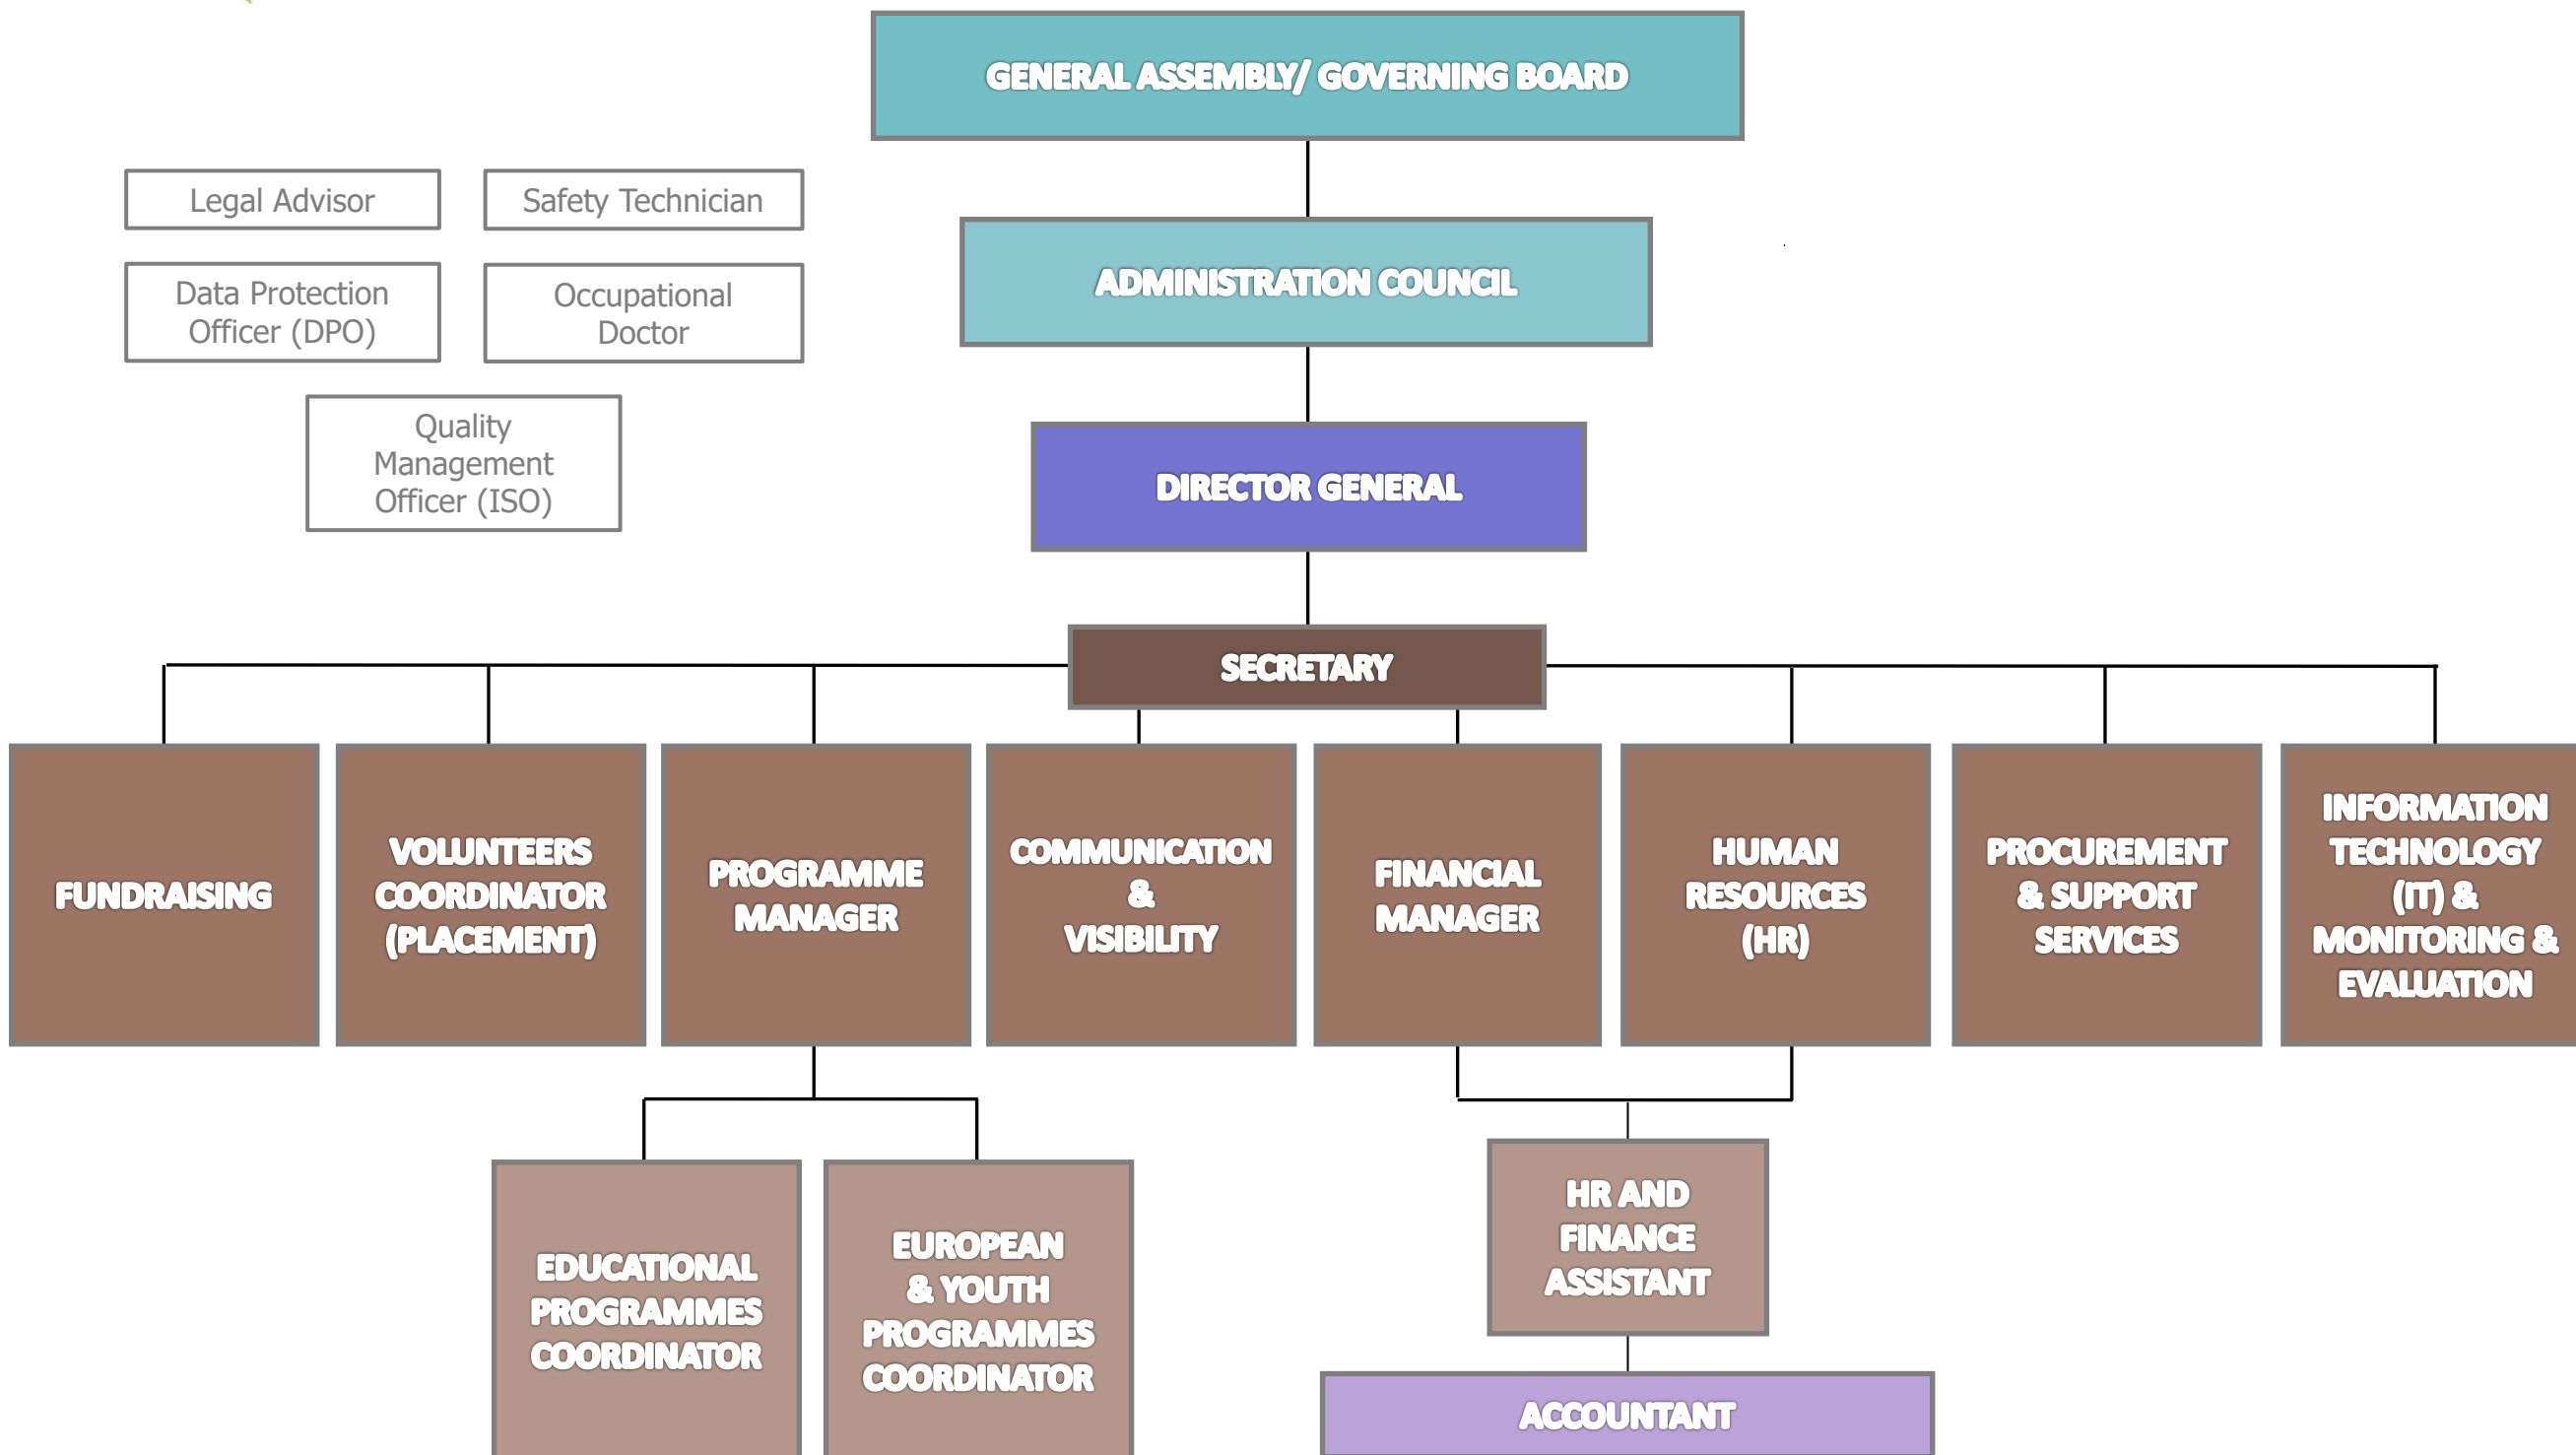 GENERAL ASSEMBLY/ GOVERNING BOARD
Legal Advisor
Safety Technician
Data Protection
Officer (DPO)
Occupational
Doctor
ADMINISTRATION COUNCIL
Quality
Management
Officer (ISO)
DIRECTOR GENERAL
SECRETARY
FUNDRAISING
VOLUNTEERS
COORDINATOR
(PLACEMENT)
PROGRAMME
MANAGER
COMMUNICATION
&
VISIBILITY
FINANCIAL
MANAGER
HUMAN
RESOURCES
(HR)
PROCUREMENT
& SUPPORT
SERVICES
INFORMATION
TECHNOLOGY
(IT) &
MONITORING &
EVALUATION
EDUCATIONAL
PROGRAMMES
COORDINATOR
EUROPEAN
& YOUTH
PROGRAMMES
COORDINATOR
HR AND
FINANCE
ASSISTANT
ACCOUNTANT